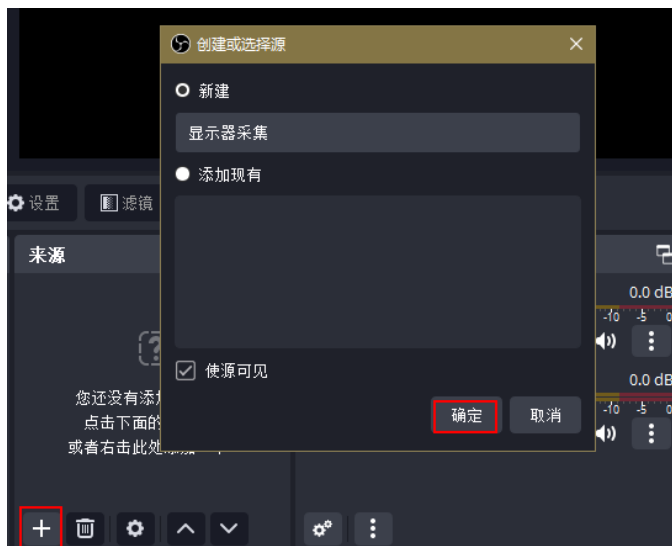 创建或选择源
新建
显示器采集
添加现有
设置
滤镜
来源
0.0 dB
-10 -5 0
使源可见
0.0 dB
您还没有添
-10 -5 0
确定
取消
点击下面的
或者右击此处